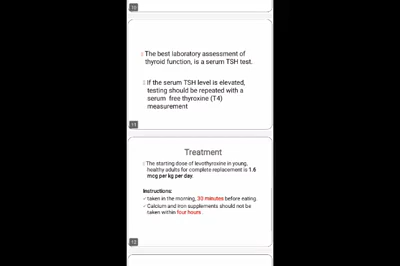 10
The best laboratory assessment of
thyroid function, is a serum TSH test.
If the serum TSH level is elevated,
testing should be repeated with a
serum free thyroxine (T4)
measurement
11
Treatment
The starting dose of levothyroxine in young,
healthy adults for complete replacement is 1.6
mcg per kg per day.
Instructions:
✓ taken in the morning, 30 minutes before eating.
✓ Calcium and iron supplements should not be
taken within four hours
12